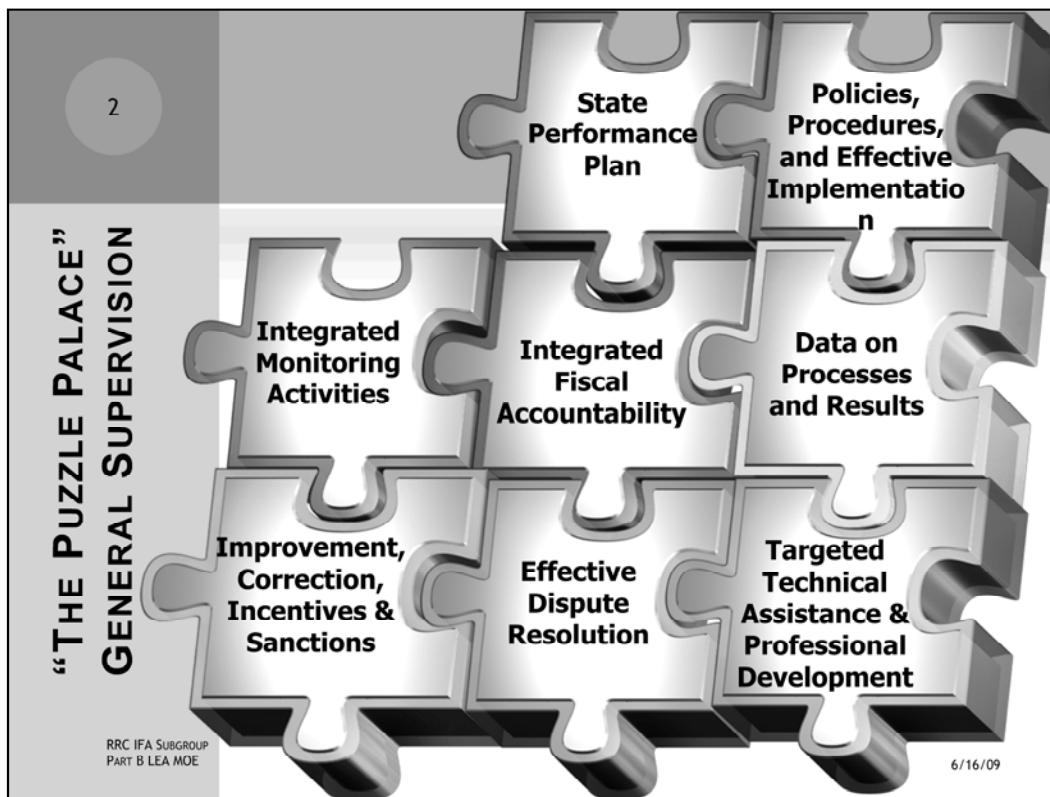 2
"THE PUZZLE PALACE"
GENERAL SUPERVISION
State
Performance
Plan
Policies,
Procedures,
and Effective
Implementatio
n
Integrated
Monitoring
Activities
Integrated
Fiscal
Accountability
Data on
Processes
and Results
Improvement,
Correction,
Incentives &
Sanctions
Effective
Dispute
Resolution
Targeted
Technical
Assistance &
Professional
Development
RRC IFA SUBGROUP
PART B LEA MOE
6/16/09